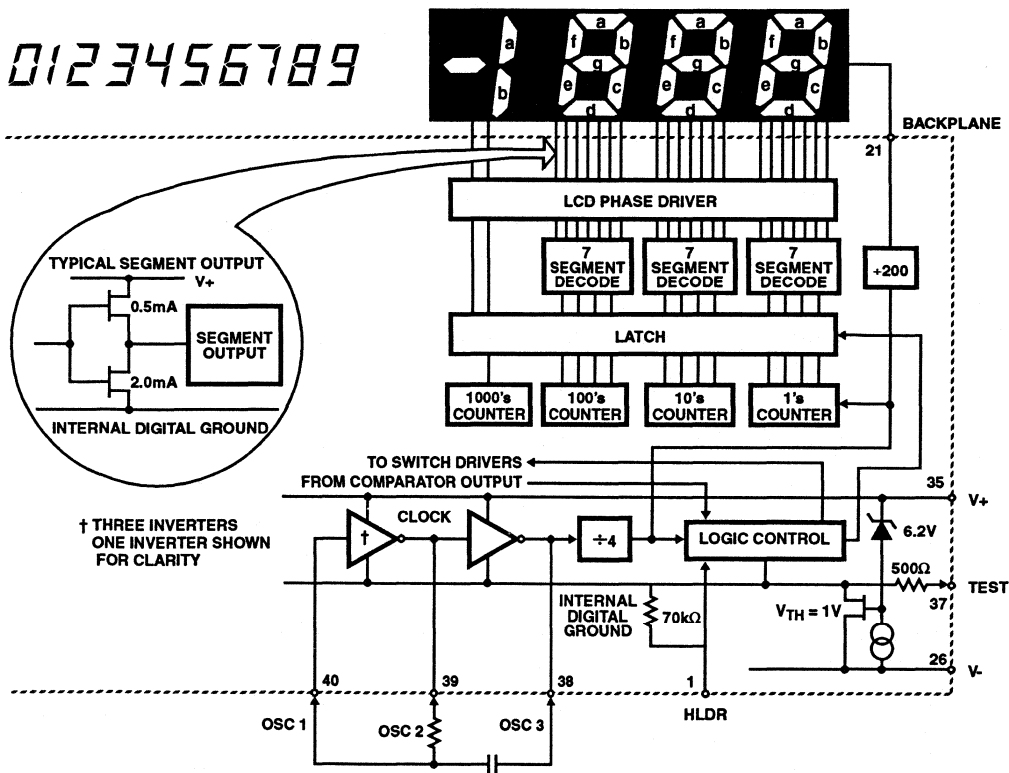 0123456789
a
b
a
f
b
g
e
c
d
a
f
b
g
e
c
d
a
f
b
g
e
c
d
BACKPLANE
21
LCD PHASE DRIVER
TYPICAL SEGMENT OUTPUT
V+
0.5mA
SEGMENT
OUTPUT
2.0mA
INTERNAL DIGITAL GROUND
7
SEGMENT
DECODE
7
SEGMENT
DECODE
7
SEGMENT
DECODE
÷200
LATCH
1000's
COUNTER
100's
COUNTER
10's
COUNTER
1's
COUNTER
TO SWITCH DRIVERS
FROM COMPARATOR OUTPUT
35
V+
† THREE INVERTERS
ONE INVERTER SHOWN
FOR CLARITY
†
CLOCK
÷4
LOGIC CONTROL
6.2V
500Ω
TEST
37
INTERNAL
DIGITAL
GROUND
70kΩ
VTH = 1V
26
V-
40
39
38
1
OSC 1
OSC 2
OSC 3
HLDR